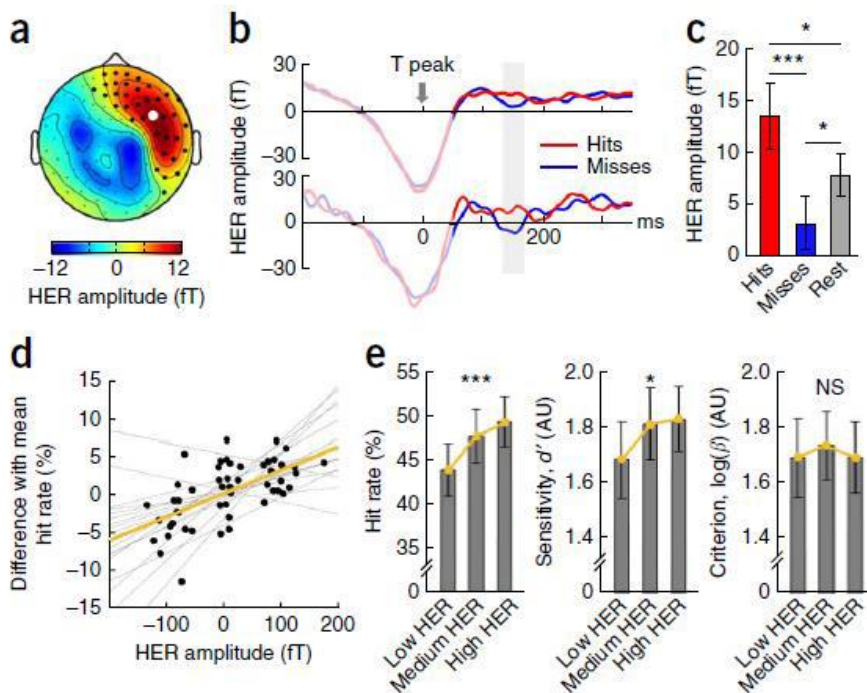 a
−12 0 12
HER amplitude (fT)
b
HER amplitude (fT)
30
0
−30
30
0
−30
T peak
Hits
Misses
0 200
ms
c
HER amplitude (fT)
20
15
10
5
0
*
***
*
Hits
Misses
Rest
d
Difference with mean
hit rate (%)
15
10
5
0
−5
−10
−15
−100 0 100 200
HER amplitude (fT)
e
Hit rate (%)
55
50
45
40
35
0
***
Low HER
Medium HER
High HER
Sensitivity, d′ (AU)
2.0
1.8
1.6
1.4
0
*
Low HER
Medium HER
High HER
Criterion, log(β) (AU)
2.0
1.8
1.6
1.4
0
NS
Low HER
Medium HER
High HER